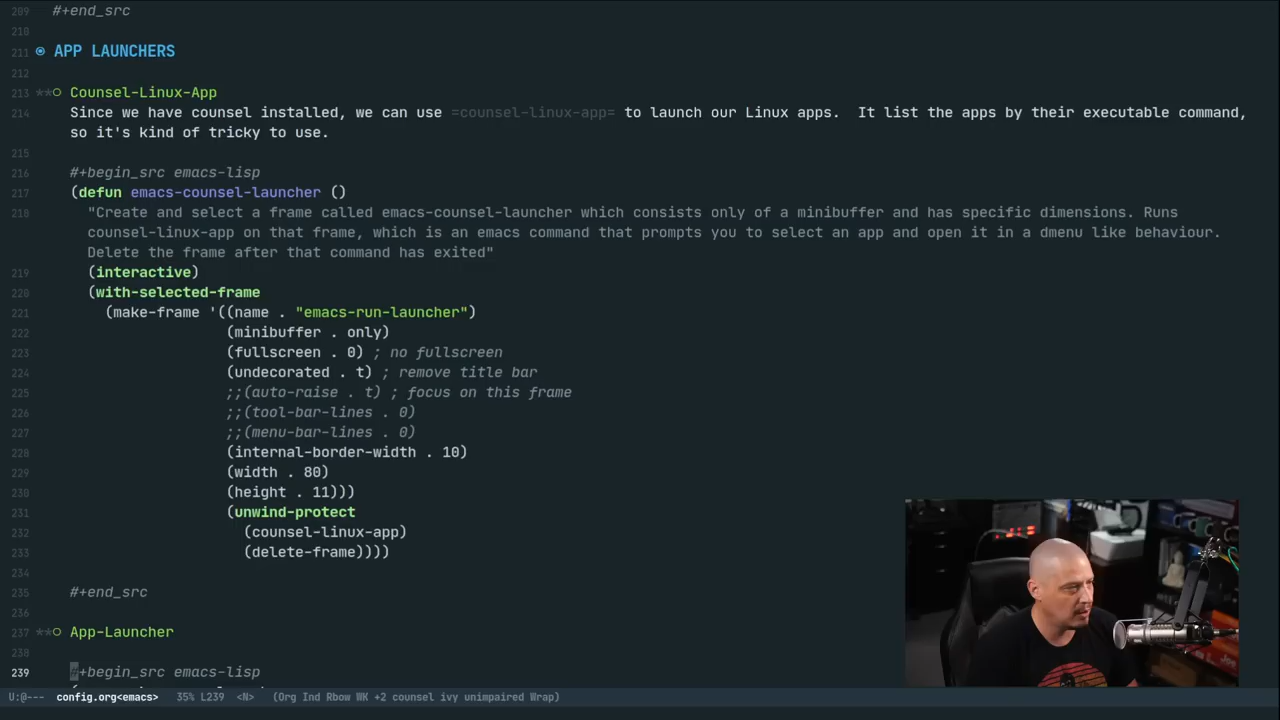 209 #+end_src
210
211 APP LAUNCHERS
212
213 ** Counsel-Linux-App
214 Since we have counsel installed, we can use =counsel-linux-app= to launch our Linux apps.  It list the apps by their executable command,
so it's kind of tricky to use.
215
216 #+begin_src emacs-lisp
217 (defun emacs-counsel-launcher ()
218 "Create and select a frame called emacs-counsel-launcher which consists only of a minibuffer and has specific dimensions. Runs
counsel-linux-app on that frame, which is an emacs command that prompts you to select an app and open it in a dmenu like behaviour.
Delete the frame after that command has exited"
219 (interactive)
220 (with-selected-frame
221 (make-frame '((name . "emacs-run-launcher")
222 (minibuffer . only)
223 (fullscreen . 0) ; no fullscreen
224 (undecorated . t) ; remove title bar
225 ;;(auto-raise . t) ; focus on this frame
226 ;;(tool-bar-lines . 0)
227 ;;(menu-bar-lines . 0)
228 (internal-border-width . 10)
229 (width . 80)
230 (height . 11)))
231 (unwind-protect
232 (counsel-linux-app)
233 (delete-frame))))
234
235 #+end_src
236
237 ** App-Launcher
238
239 #+begin_src emacs-lisp
U:@--- config.org<emacs> 35% L239 <N> (Org Ind Rbow WK +2 counsel ivy unimpaired Wrap)